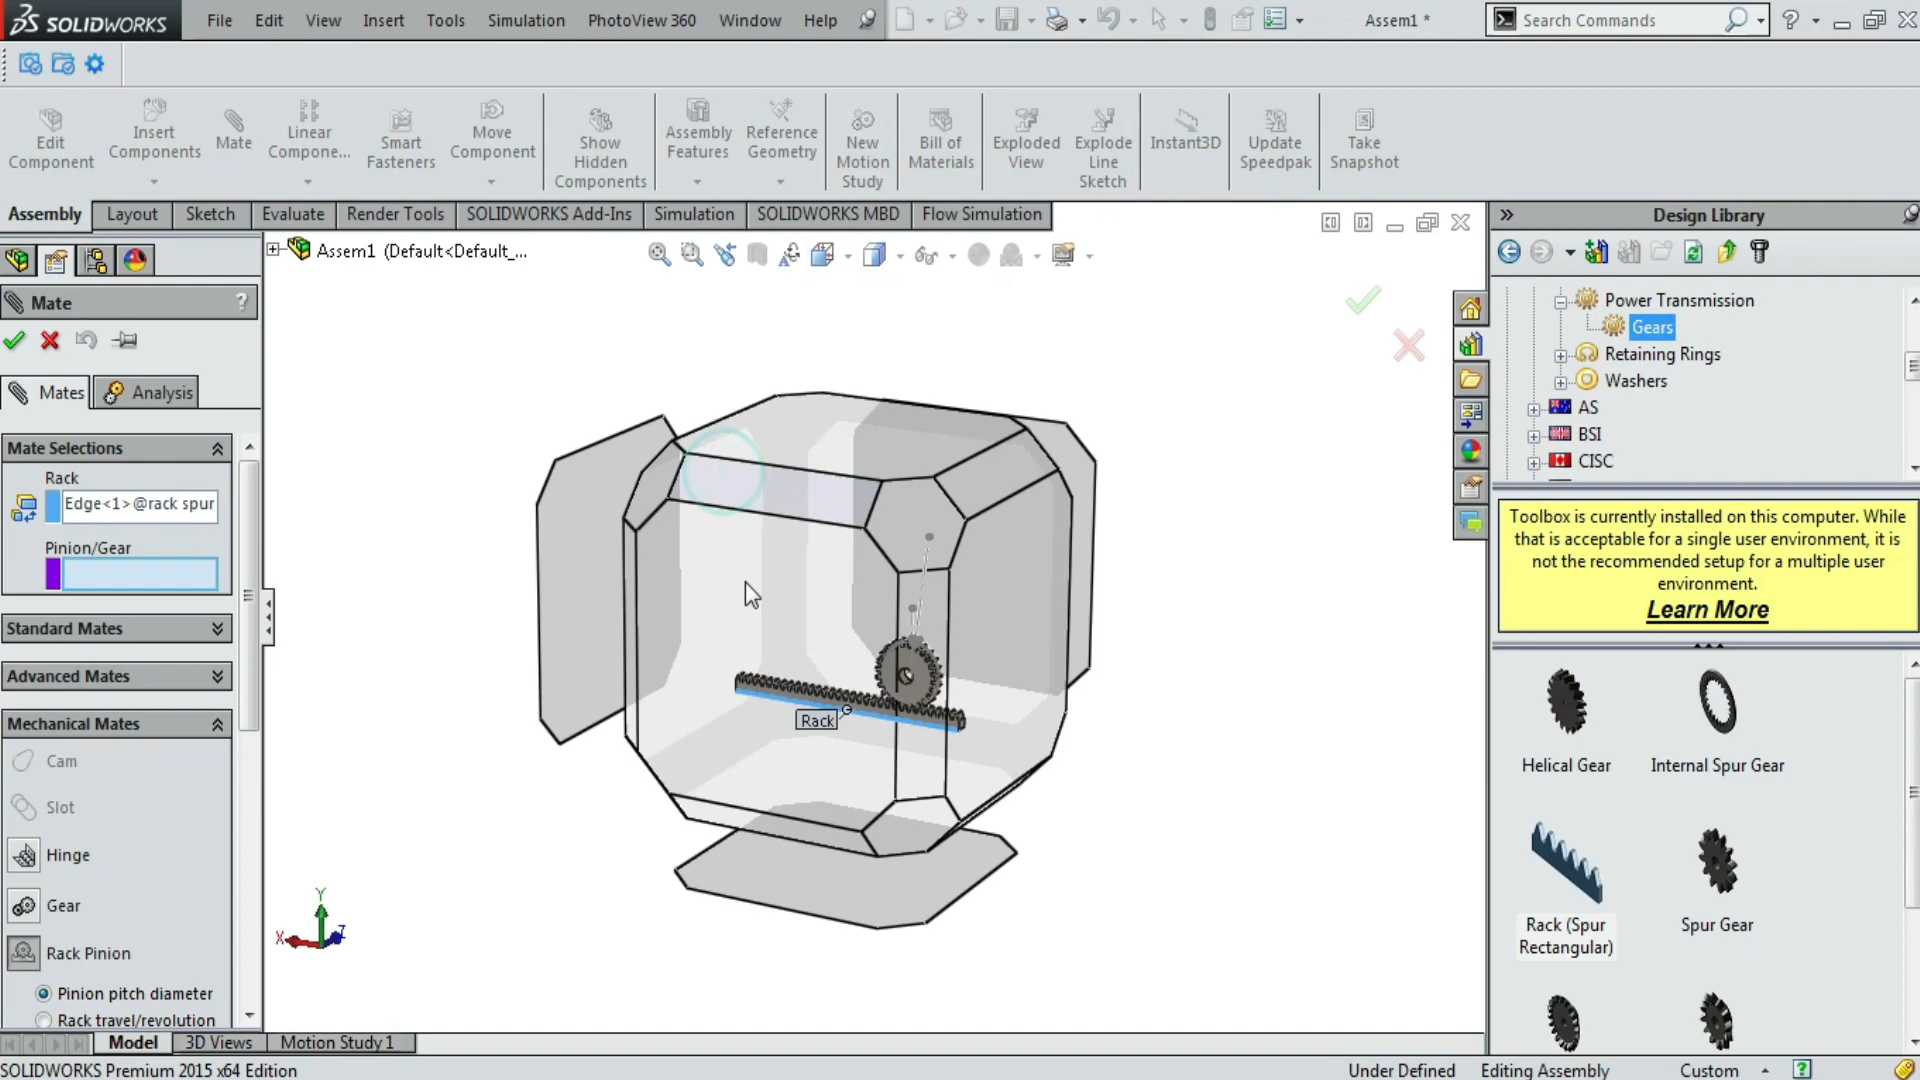 SOLIDWORKS
File Edit View Insert Tools Simulation PhotoView 360 Window Help
Assem1 *
Search Commands
Edit Component
Insert Components
Mate
Linear Compone...
Smart Fasteners
Move Component
Show Hidden Components
Assembly Features
Reference Geometry
New Motion Study
Bill of Materials
Exploded View
Explode Line Sketch
Instant3D
Update Speedpak
Take Snapshot
Assembly Layout Sketch Evaluate Render Tools SOLIDWORKS Add-Ins Simulation SOLIDWORKS MBD Flow Simulation
Assem1 (Default<Default_...
Mate
?
Mates Analysis
Mate Selections
Rack
Edge<1>@rack spur
Pinion/Gear
Standard Mates
Advanced Mates
Mechanical Mates
Cam
Slot
Hinge
Gear
Rack Pinion
Pinion pitch diameter
Rack travel/revolution
Rack
Y
X
Z
Design Library
Power Transmission
Gears
Retaining Rings
Washers
AS
BSI
CISC
Toolbox is currently installed on this computer. While
that is acceptable for a single user environment, it is
not the recommended setup for a multiple user
environment.
Learn More
Helical Gear
Internal Spur Gear
Rack (Spur
Rectangular)
Spur Gear
Model 3D Views Motion Study 1
SOLIDWORKS Premium 2015 x64 Edition
Under Defined Editing Assembly Custom